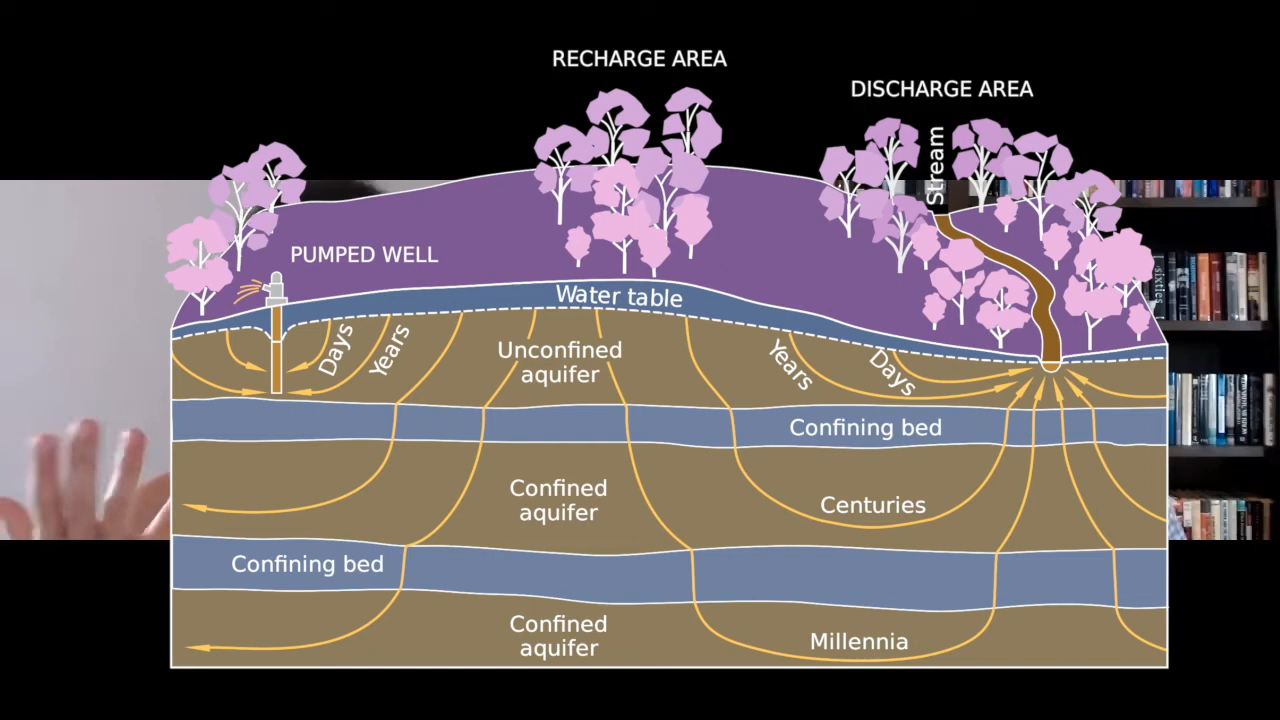 RECHARGE AREA
DISCHARGE AREA
Stream
PUMPED WELL
Water table
Days
Years
Unconfined
aquifer
Years
Days
Confining bed
Confined
aquifer
Centuries
Confining bed
Confined
aquifer
Millennia
sixties